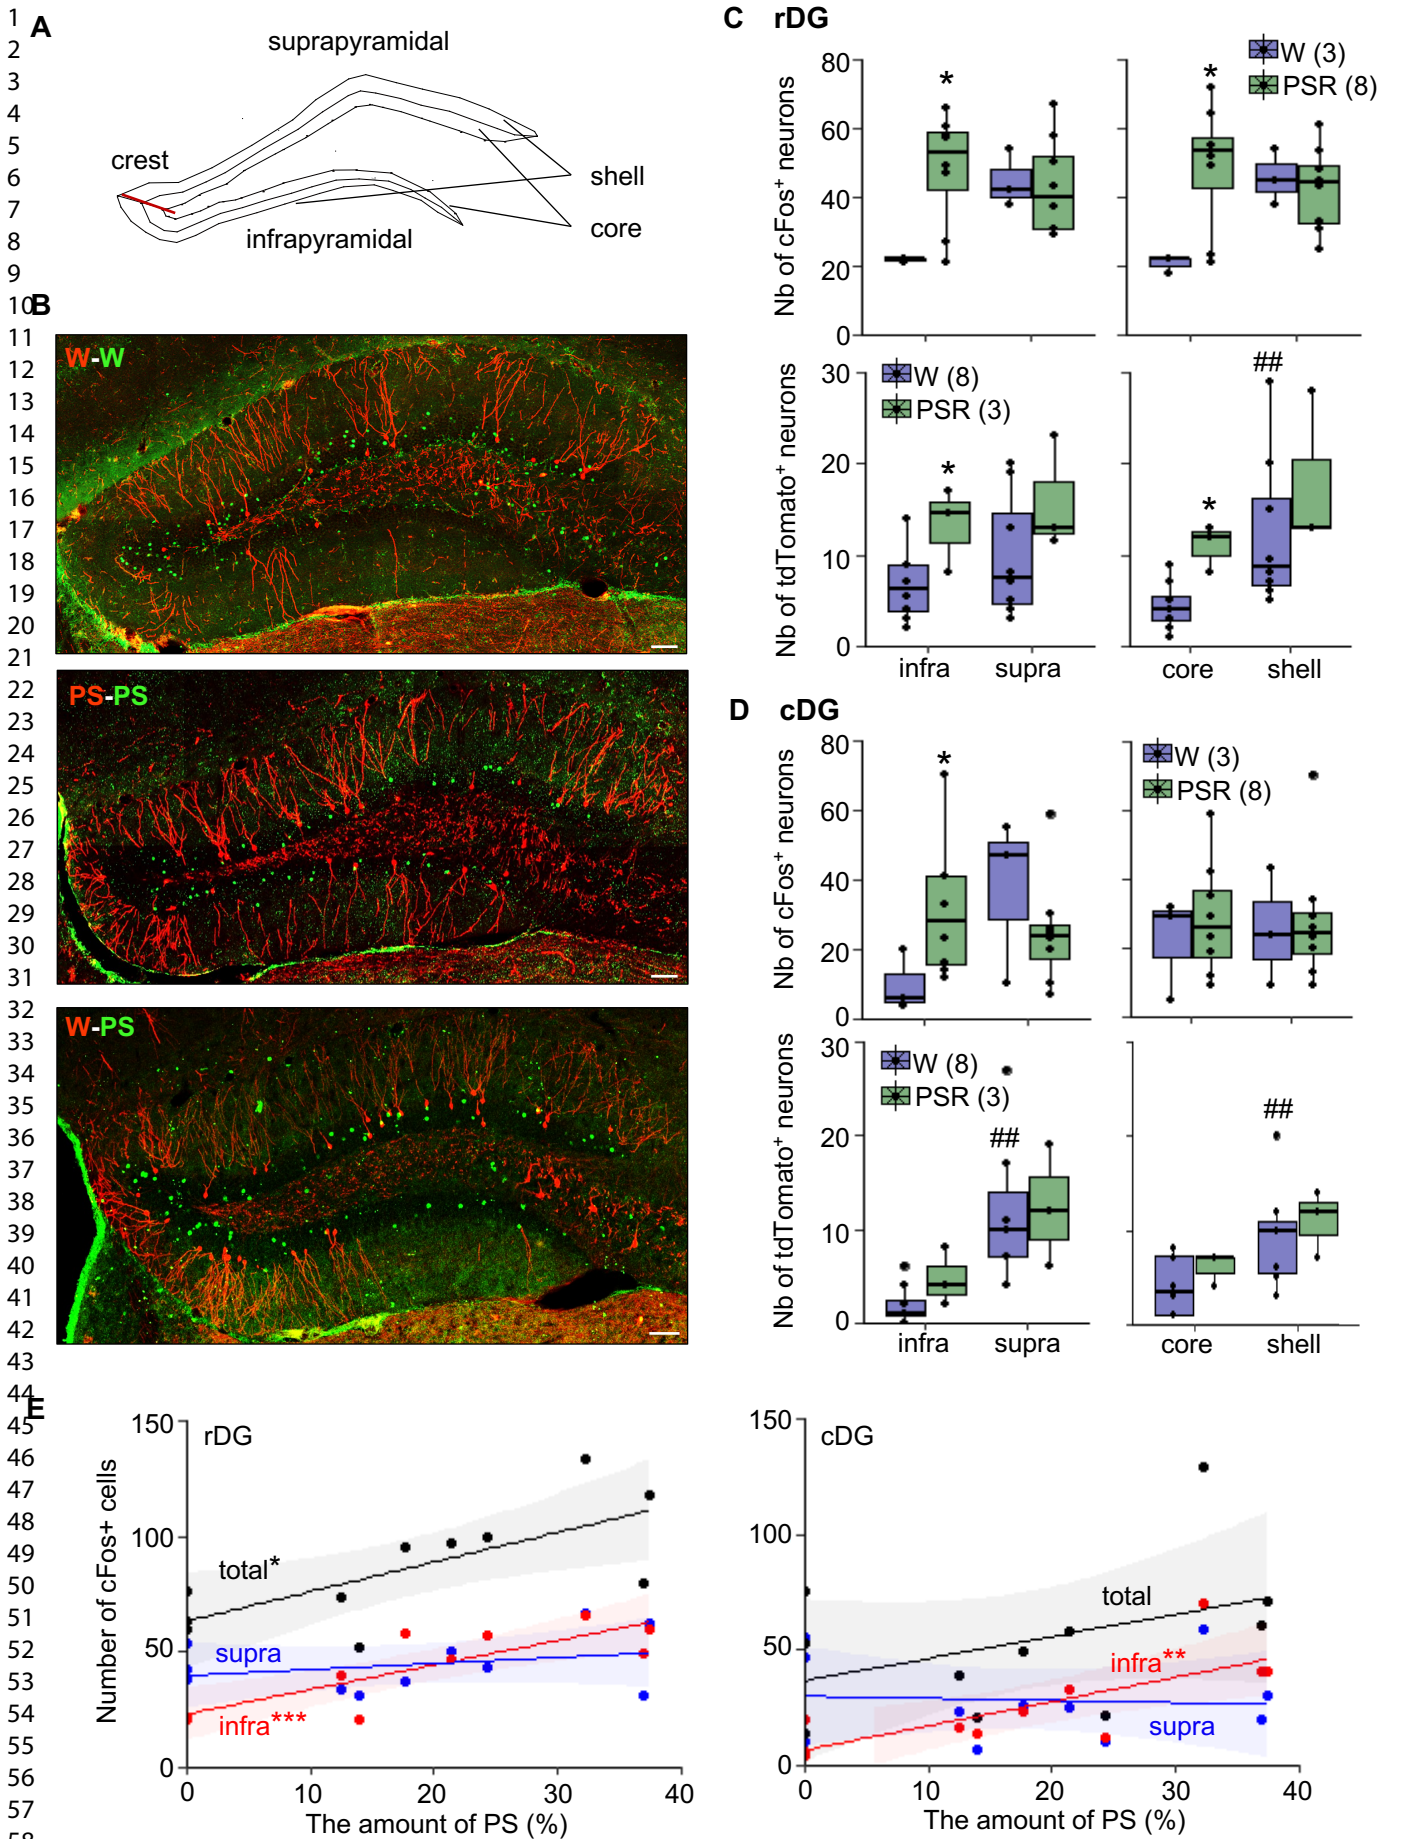 1
2
3
4
5
6
7
8
9
10
11
12
13
14
15
16
17
18
19
20
21
22
23
24
25
26
27
28
29
30
31
32
33
34
35
36
37
38
39
40
41
42
43
44
45
46
47
48
49
50
51
52
53
54
55
56
57
A
suprapyramidal
crest
shell
core
infrapyramidal
B
W-W
PS-PS
W-PS
C rDG
Nb of cFos+ neurons
80
60
40
20
0
*
*
W (3)
PSR (8)
Nb of tdTomato+ neurons
30
20
10
0
W (8)
PSR (3)
*
*
##
infra supra
core shell
D cDG
Nb of cFos+ neurons
80
60
40
20
0
*
W (3)
PSR (8)
Nb of tdTomato+ neurons
30
20
10
0
W (8)
PSR (3)
##
##
infra supra
core shell
E
Number of cFos+ cells
150
100
50
0
rDG
total*
supra
infra***
0 10 20 30 40
The amount of PS (%)
150
100
50
0
cDG
total
infra**
supra
0 10 20 30 40
The amount of PS (%)